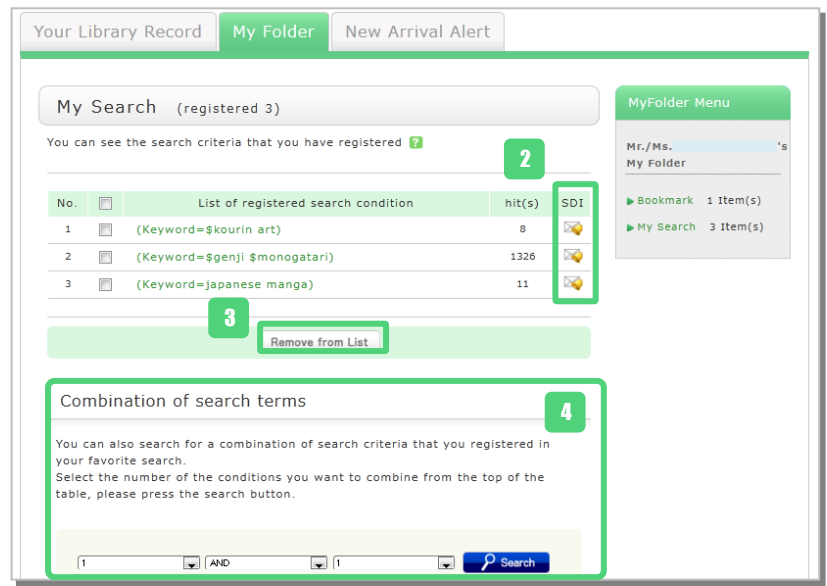 Your Library Record My Folder New Arrival Alert
My Search (registered 3)
You can see the search criteria that you have registered ?
2
No. List of registered search condition hit(s) SDI
1 (Keyword=$kourin art) 8
2 (Keyword=$genji $monogatari) 1326
3 (Keyword=japanese manga) 11
3
Remove from List
Combination of search terms
4
You can also search for a combination of search criteria that you registered in
your favorite search.
Select the number of the conditions you want to combine from the top of the
table, please press the search button.
1 AND 1 Search
MyFolder Menu
Mr./Ms. 's
My Folder
Bookmark 1 Item(s)
My Search 3 Item(s)